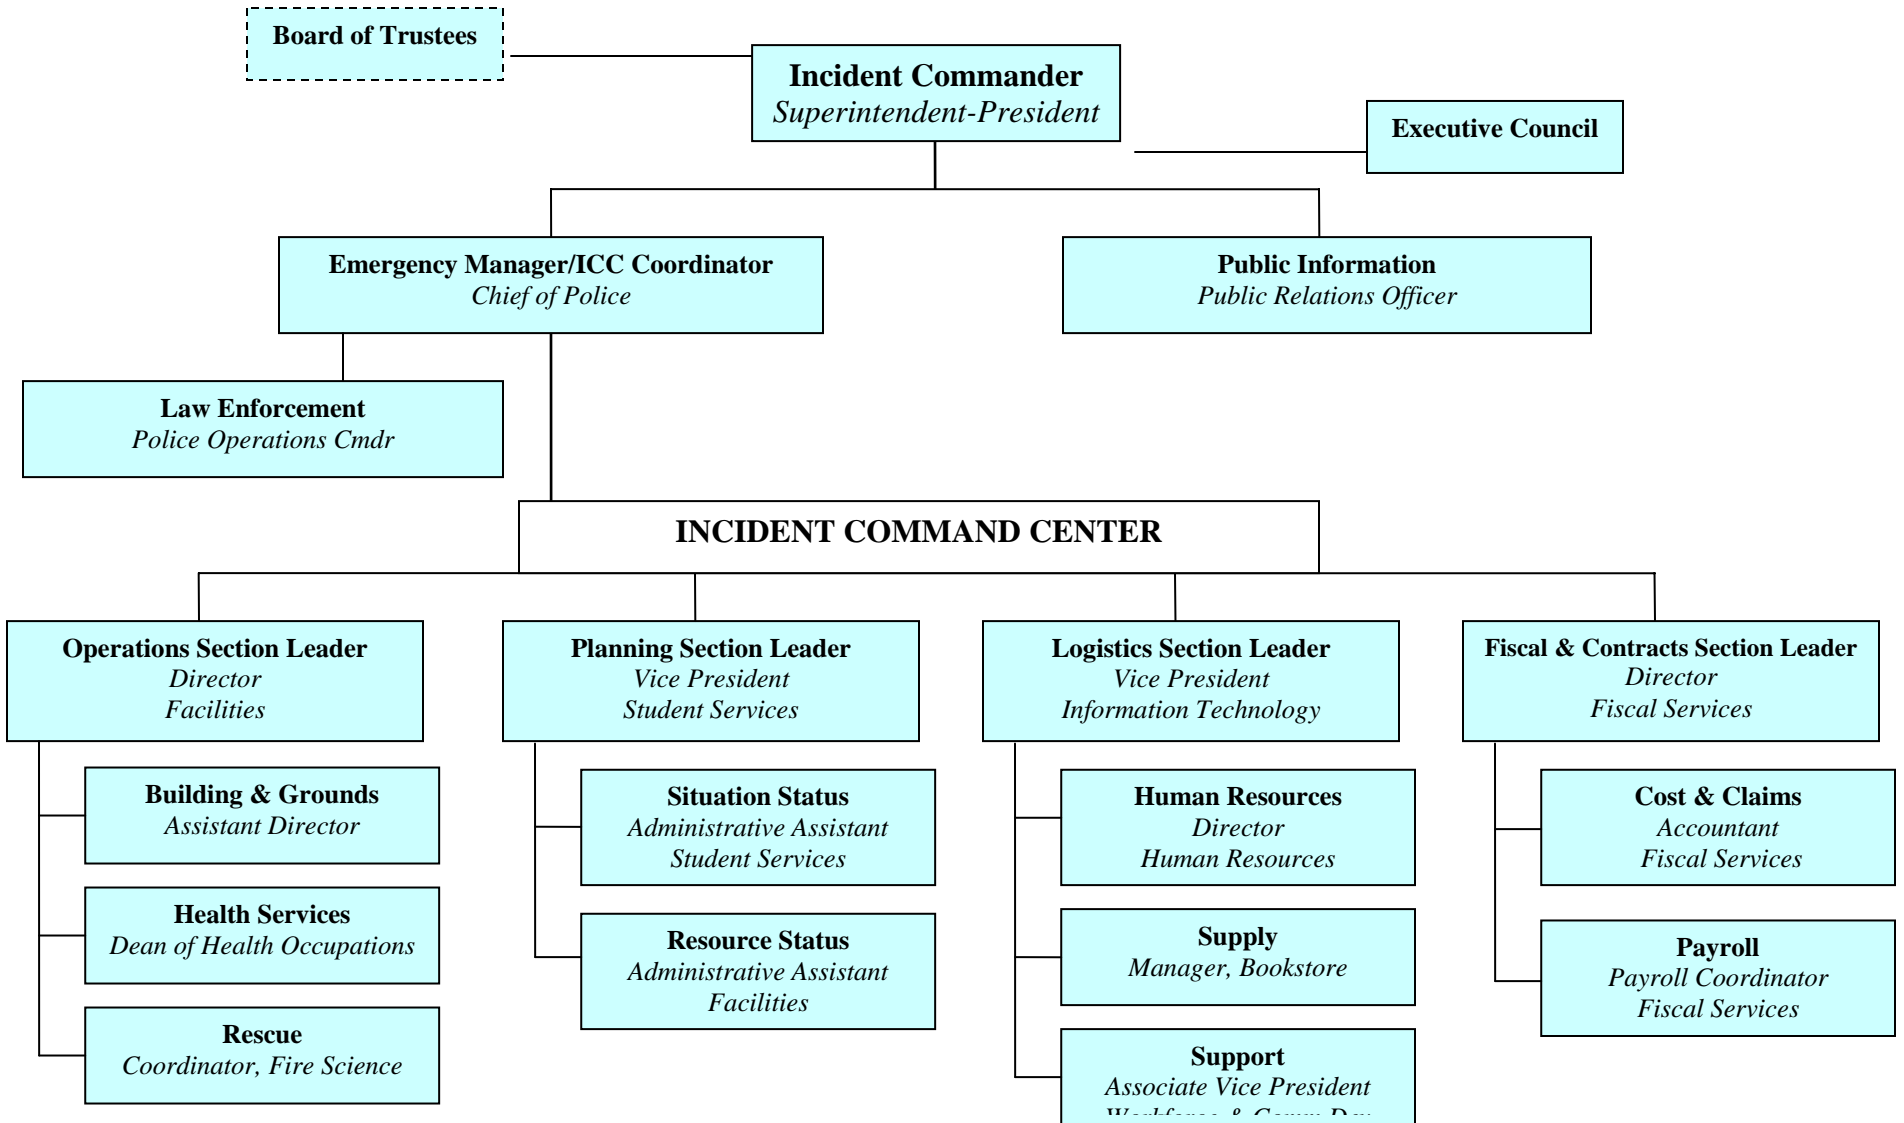 Board of Trustees
Incident Commander
Superintendent-President
Executive Council
Emergency Manager/ICC Coordinator
Chief of Police
Public Information
Public Relations Officer
Law Enforcement
Police Operations Cmdr
INCIDENT COMMAND CENTER
Operations Section Leader
Director
Facilities
Planning Section Leader
Vice President
Student Services
Logistics Section Leader
Vice President
Information Technology
Fiscal & Contracts Section Leader
Director
Fiscal Services
Building & Grounds
Assistant Director
Health Services
Dean of Health Occupations
Rescue
Coordinator, Fire Science
Situation Status
Administrative Assistant
Student Services
Resource Status
Administrative Assistant
Facilities
Human Resources
Director
Human Resources
Supply
Manager, Bookstore
Support
Associate Vice President
Workforce & Comm Dev
Cost & Claims
Accountant
Fiscal Services
Payroll
Payroll Coordinator
Fiscal Services